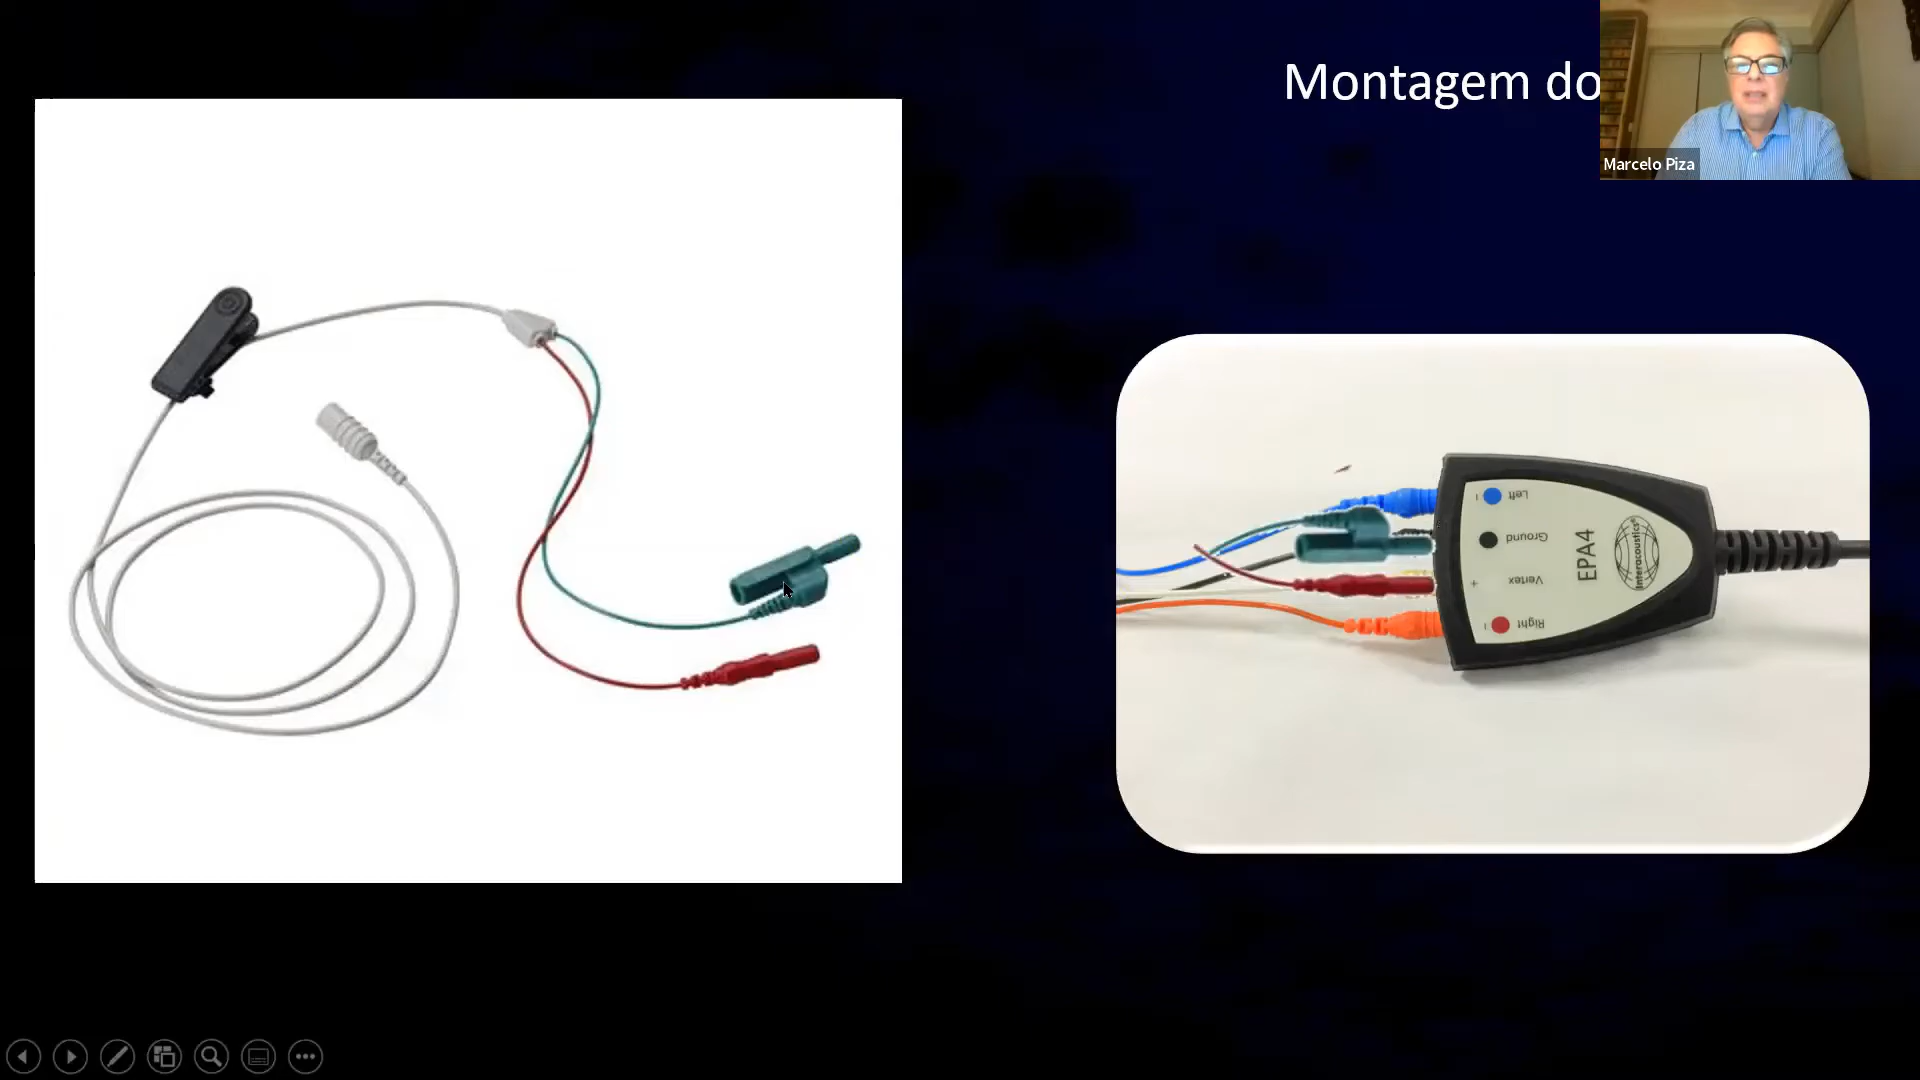 Montagem do
Marcelo Piza
Left
Ground
Vertex
Right
EPA4
Interacoustics